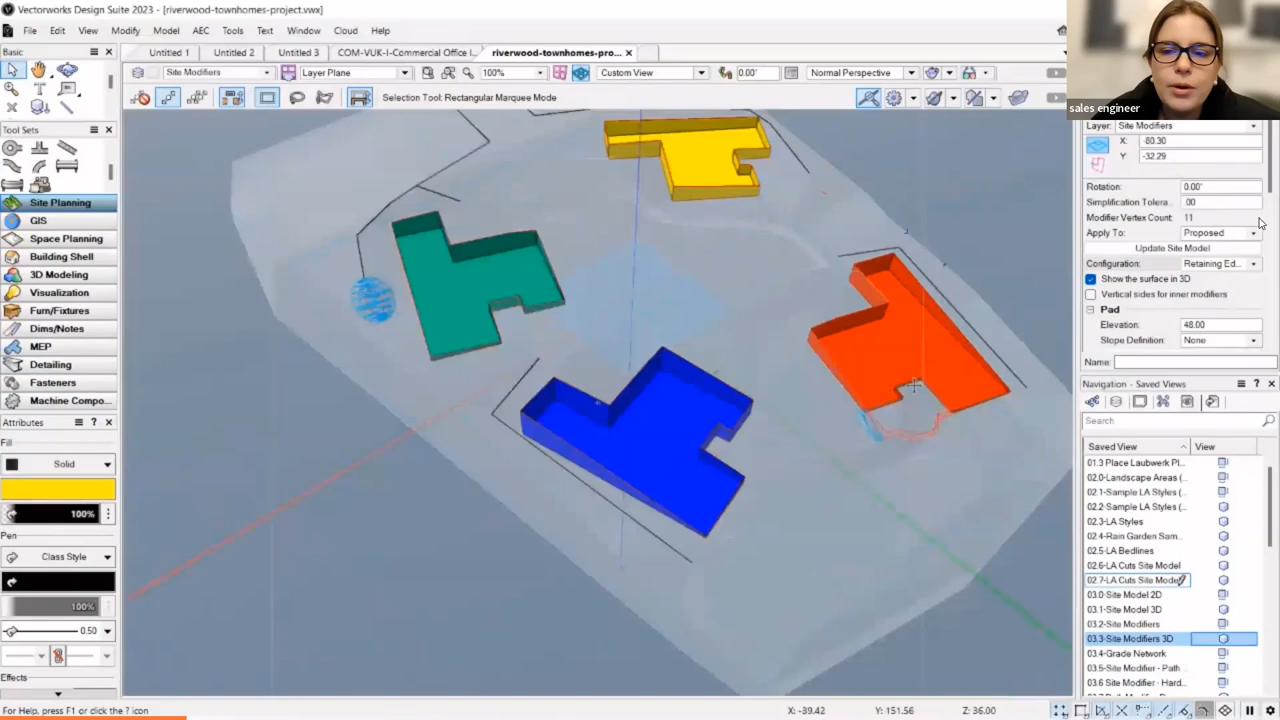 Vectorworks Design Suite 2023 - [riverwood-townhomes-project.vwx]
File Edit View Modify Model AEC Tools Text Window Cloud Help
Basic
Untitled 1 Untitled 2 Untitled 3 COM-VUK-I-Commercial Office I... riverwood-townhomes-pro...
Site Modifiers Layer Plane 100% Custom View 0.00' Normal Perspective
Selection Tool: Rectangular Marquee Mode
sales engineer
Layer: Site Modifiers
X: -80.30
Y -32.29
Rotation: 0.00°
Simplification Tolera... .00
Modifier Vertex Count: 11
Apply To: Proposed
Update Site Model
Configuration: Retaining Ed...
Show the surface in 3D
Vertical sides for inner modifiers
Pad
Elevation: 48.00
Slope Definition: None
Name:
Navigation - Saved Views
Search
Saved View View
01.3 Place Laubwerk Pl...
02.0-Landscape Areas (...
02.1-Sample LA Styles (...
02.2-Sample LA Styles (...
02.3-LA Styles
02.4-Rain Garden Sam...
02.5-LA Bedlines
02.6-LA Cuts Site Model
02.7-LA Cuts Site Model
03.0-Site Model 2D
03.1-Site Model 3D
03.2-Site Modifiers
03.3-Site Modifiers 3D
03.4-Grade Network
03.5-Site Modifier - Path
03.6 Site Modifier - Hard...
Tool Sets
Site Planning
GIS
Space Planning
Building Shell
3D Modeling
Visualization
Furn/Fixtures
Dims/Notes
MEP
Detailing
Fasteners
Machine Compo...
Attributes
Fill
Solid
100%
Pen
Class Style
100%
0.50
Effects
For Help, press F1 or click the ? icon
X: -39.42 Y: 151.56 Z: 36.00